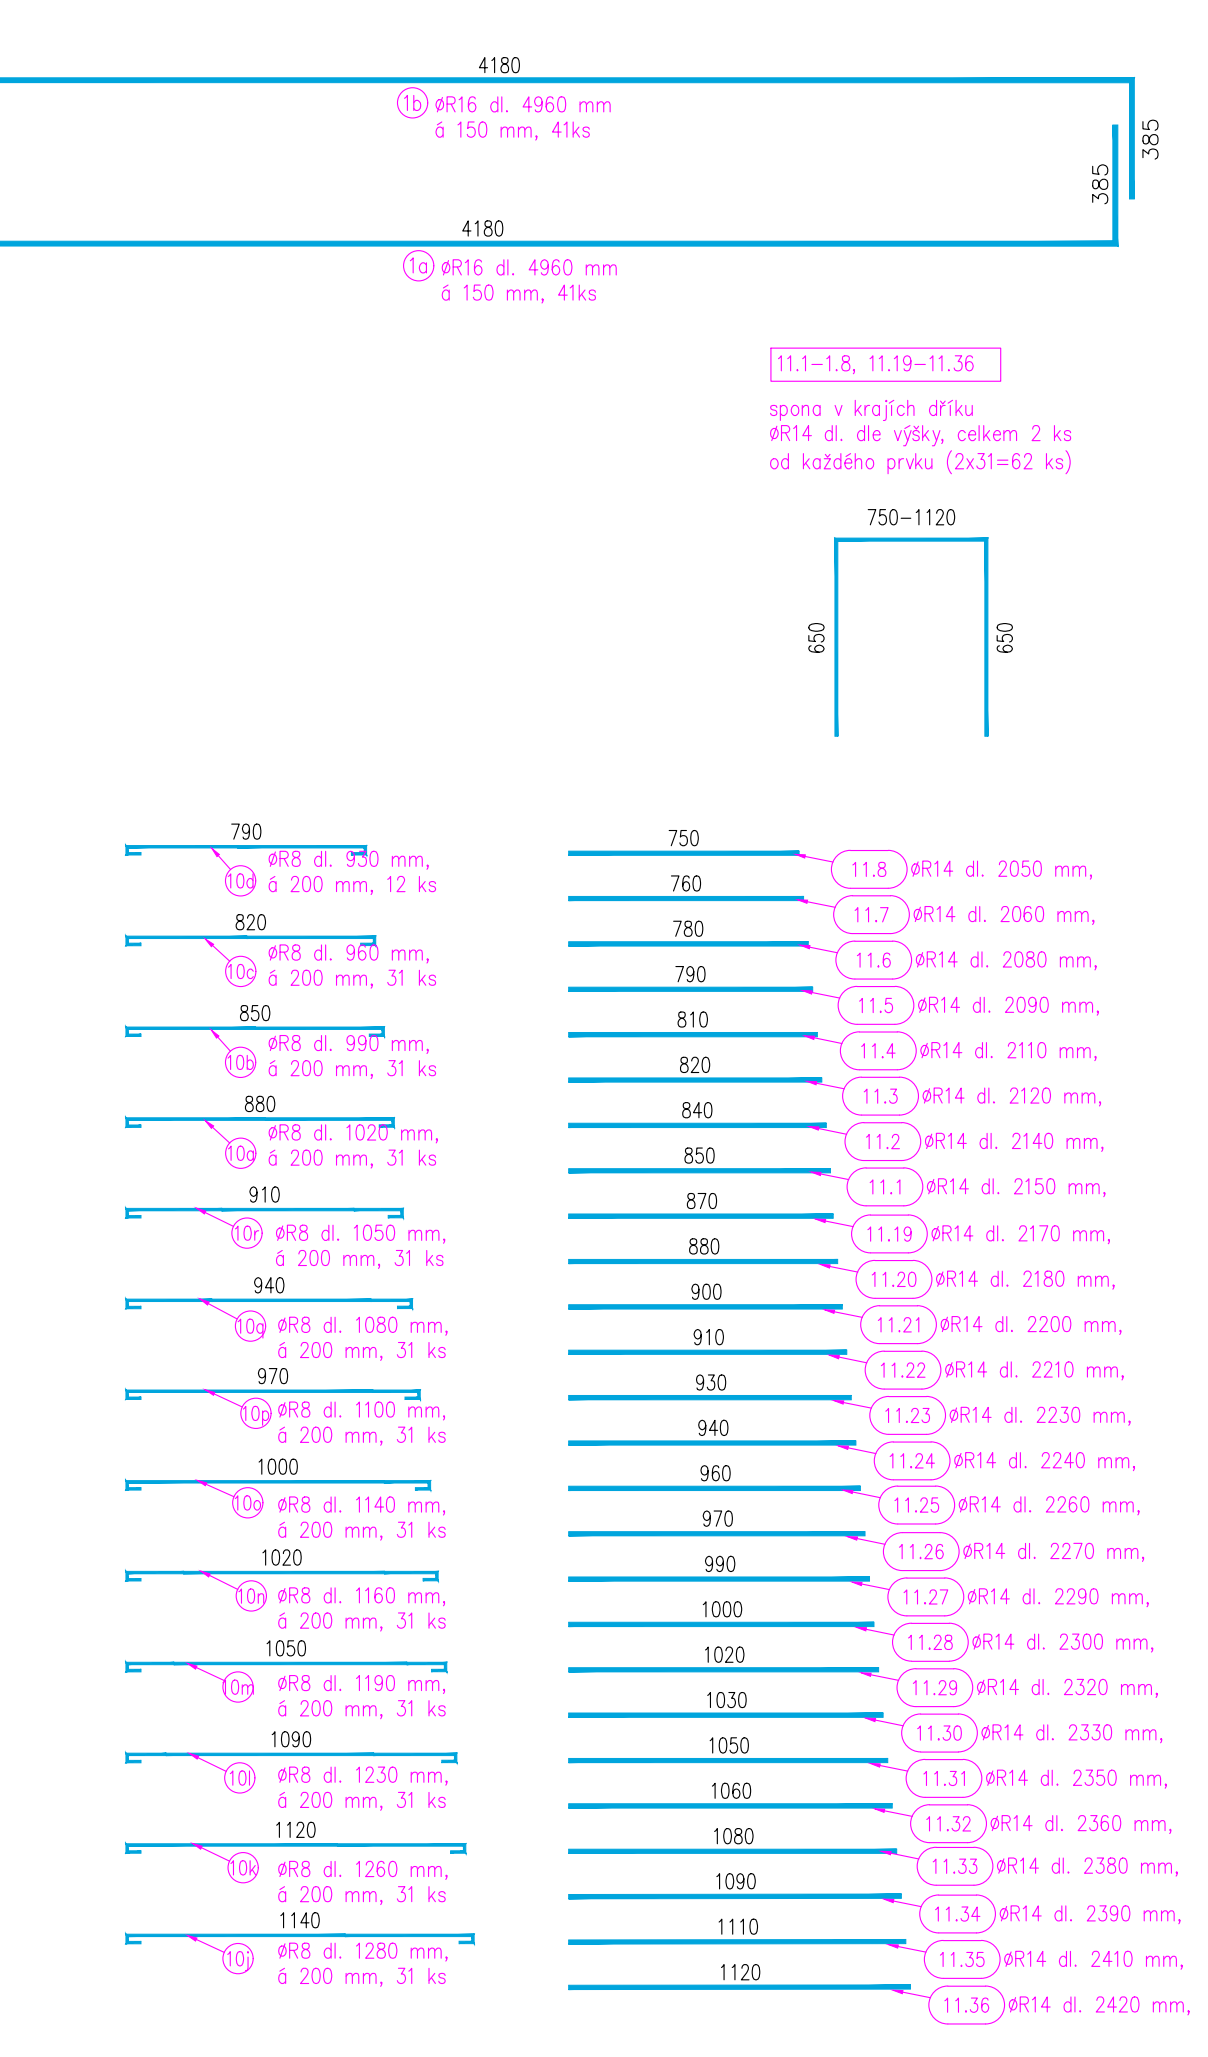 4180
1b øR16 dl. 4960 mm
á 150 mm, 41ks
385
385
4180
1a øR16 dl. 4960 mm
á 150 mm, 41ks
11.1-1.8, 11.19-11.36
spona v krajích dříku
øR14 dl. dle výšky, celkem 2 ks
od každého prvku (2x31=62 ks)
750-1120
650
650
790
øR8 dl. 930 mm,
10d á 200 mm, 12 ks
820
øR8 dl. 960 mm,
10c á 200 mm, 31 ks
850
øR8 dl. 990 mm,
10b á 200 mm, 31 ks
880
øR8 dl. 1020 mm,
10a á 200 mm, 31 ks
910
10r øR8 dl. 1050 mm,
á 200 mm, 31 ks
940
10q øR8 dl. 1080 mm,
á 200 mm, 31 ks
970
10p øR8 dl. 1100 mm,
á 200 mm, 31 ks
1000
10o øR8 dl. 1140 mm,
á 200 mm, 31 ks
1020
10n øR8 dl. 1160 mm,
á 200 mm, 31 ks
1050
10m øR8 dl. 1190 mm,
á 200 mm, 31 ks
1090
10l øR8 dl. 1230 mm,
á 200 mm, 31 ks
1120
10k øR8 dl. 1260 mm,
á 200 mm, 31 ks
1140
10j øR8 dl. 1280 mm,
á 200 mm, 31 ks
750
11.8 øR14 dl. 2050 mm,
760
11.7 øR14 dl. 2060 mm,
780
11.6 øR14 dl. 2080 mm,
790
11.5 øR14 dl. 2090 mm,
810
11.4 øR14 dl. 2110 mm,
820
11.3 øR14 dl. 2120 mm,
840
11.2 øR14 dl. 2140 mm,
850
11.1 øR14 dl. 2150 mm,
870
11.19 øR14 dl. 2170 mm,
880
11.20 øR14 dl. 2180 mm,
900
11.21 øR14 dl. 2200 mm,
910
11.22 øR14 dl. 2210 mm,
930
11.23 øR14 dl. 2230 mm,
940
11.24 øR14 dl. 2240 mm,
960
11.25 øR14 dl. 2260 mm,
970
11.26 øR14 dl. 2270 mm,
990
11.27 øR14 dl. 2290 mm,
1000
11.28 øR14 dl. 2300 mm,
1020
11.29 øR14 dl. 2320 mm,
1030
11.30 øR14 dl. 2330 mm,
1050
11.31 øR14 dl. 2350 mm,
1060
11.32 øR14 dl. 2360 mm,
1080
11.33 øR14 dl. 2380 mm,
1090
11.34 øR14 dl. 2390 mm,
1110
11.35 øR14 dl. 2410 mm,
1120
11.36 øR14 dl. 2420 mm,